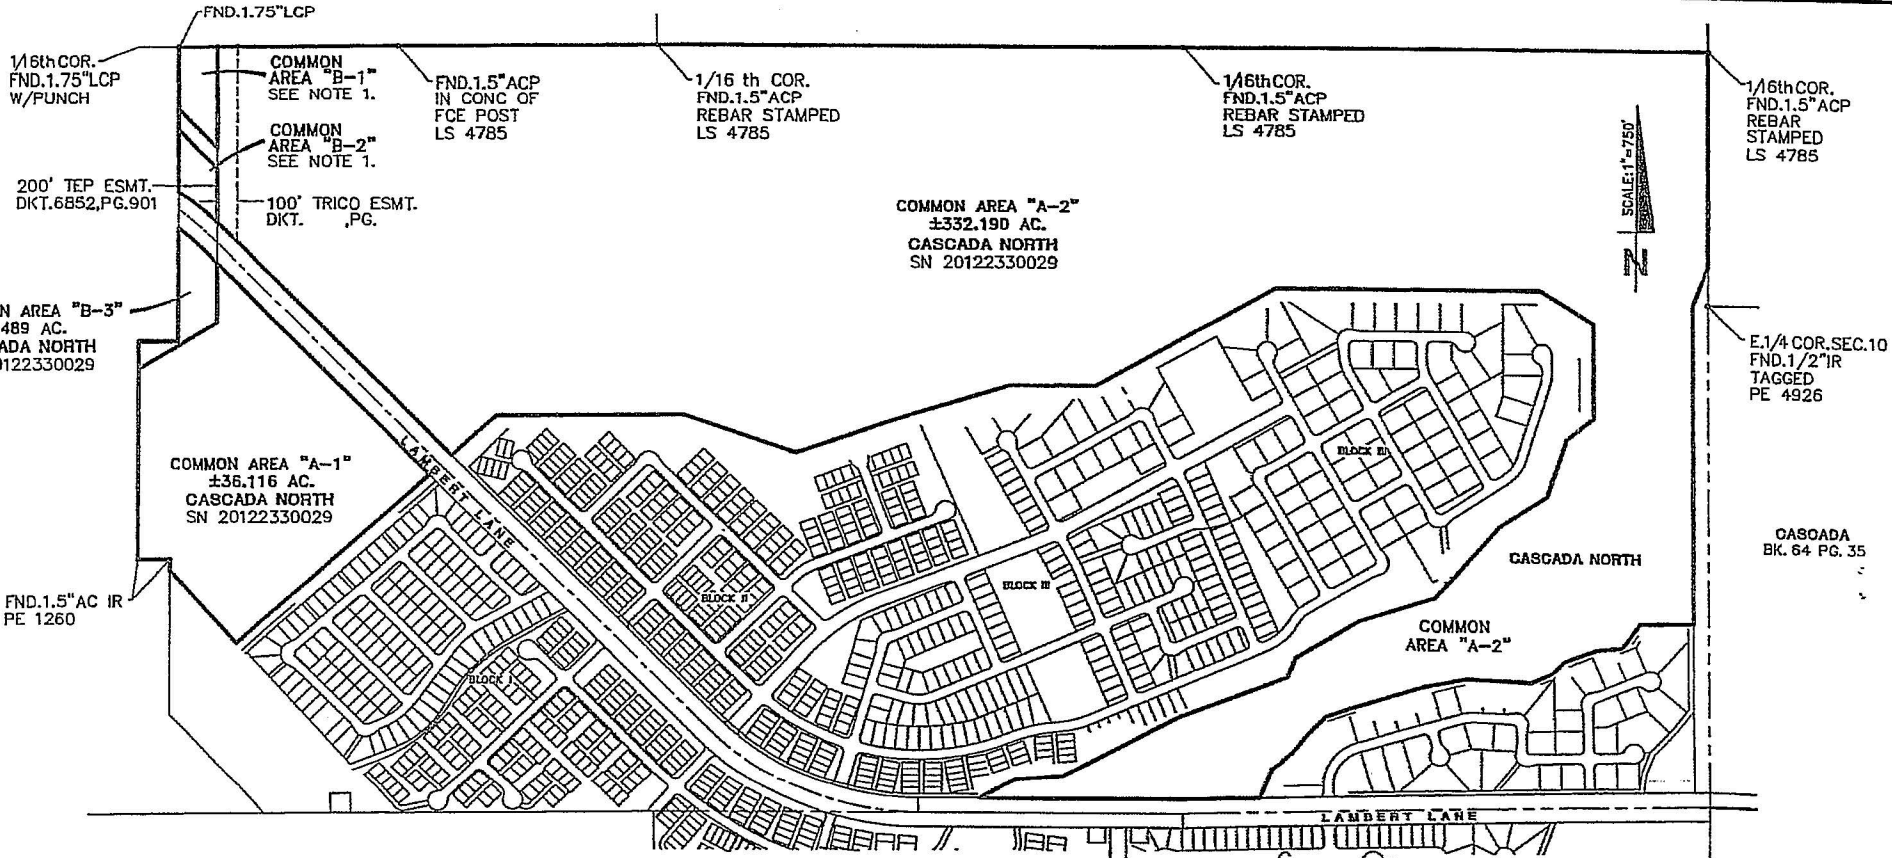 FND.1.75"LCP
1/16th COR.
FND.1.75"LCP
W/PUNCH
COMMON
AREA "B-1"
SEE NOTE 1.
COMMON
AREA "B-2"
SEE NOTE 1.
FND.1.5"ACP
IN CONC OF
FCE POST
LS 4785
1/16 th COR.
FND.1.5"ACP
REBAR STAMPED
LS 4785
1/16th COR.
FND.1.5"ACP
REBAR STAMPED
LS 4785
1/16th COR.
FND.1.5"ACP
REBAR
STAMPED
LS 4785
200' TEP ESMT.
DKT.6852,PG.901
100' TRICO ESMT.
DKT. ,PG.
COMMON AREA "A-2"
±332.190 AC.
CASCADA NORTH
SN 20122330029
SCALE:1"=750'
N
N AREA "B-3"
489 AC.
ADA NORTH
0122330029
E.1/4 COR.SEC.10
FND.1/2"IR
TAGGED
PE 4926
COMMON AREA "A-1"
±36.116 AC.
CASCADA NORTH
SN 20122330029
LAMBERT LANE
BLOCK III
CASCADA
BK. 64 PG. 35
CASCADA NORTH
FND.1.5"AC IR
PE 1260
BLOCK II
BLOCK III
COMMON
AREA "A-2"
BLOCK I
LAMBERT LANE